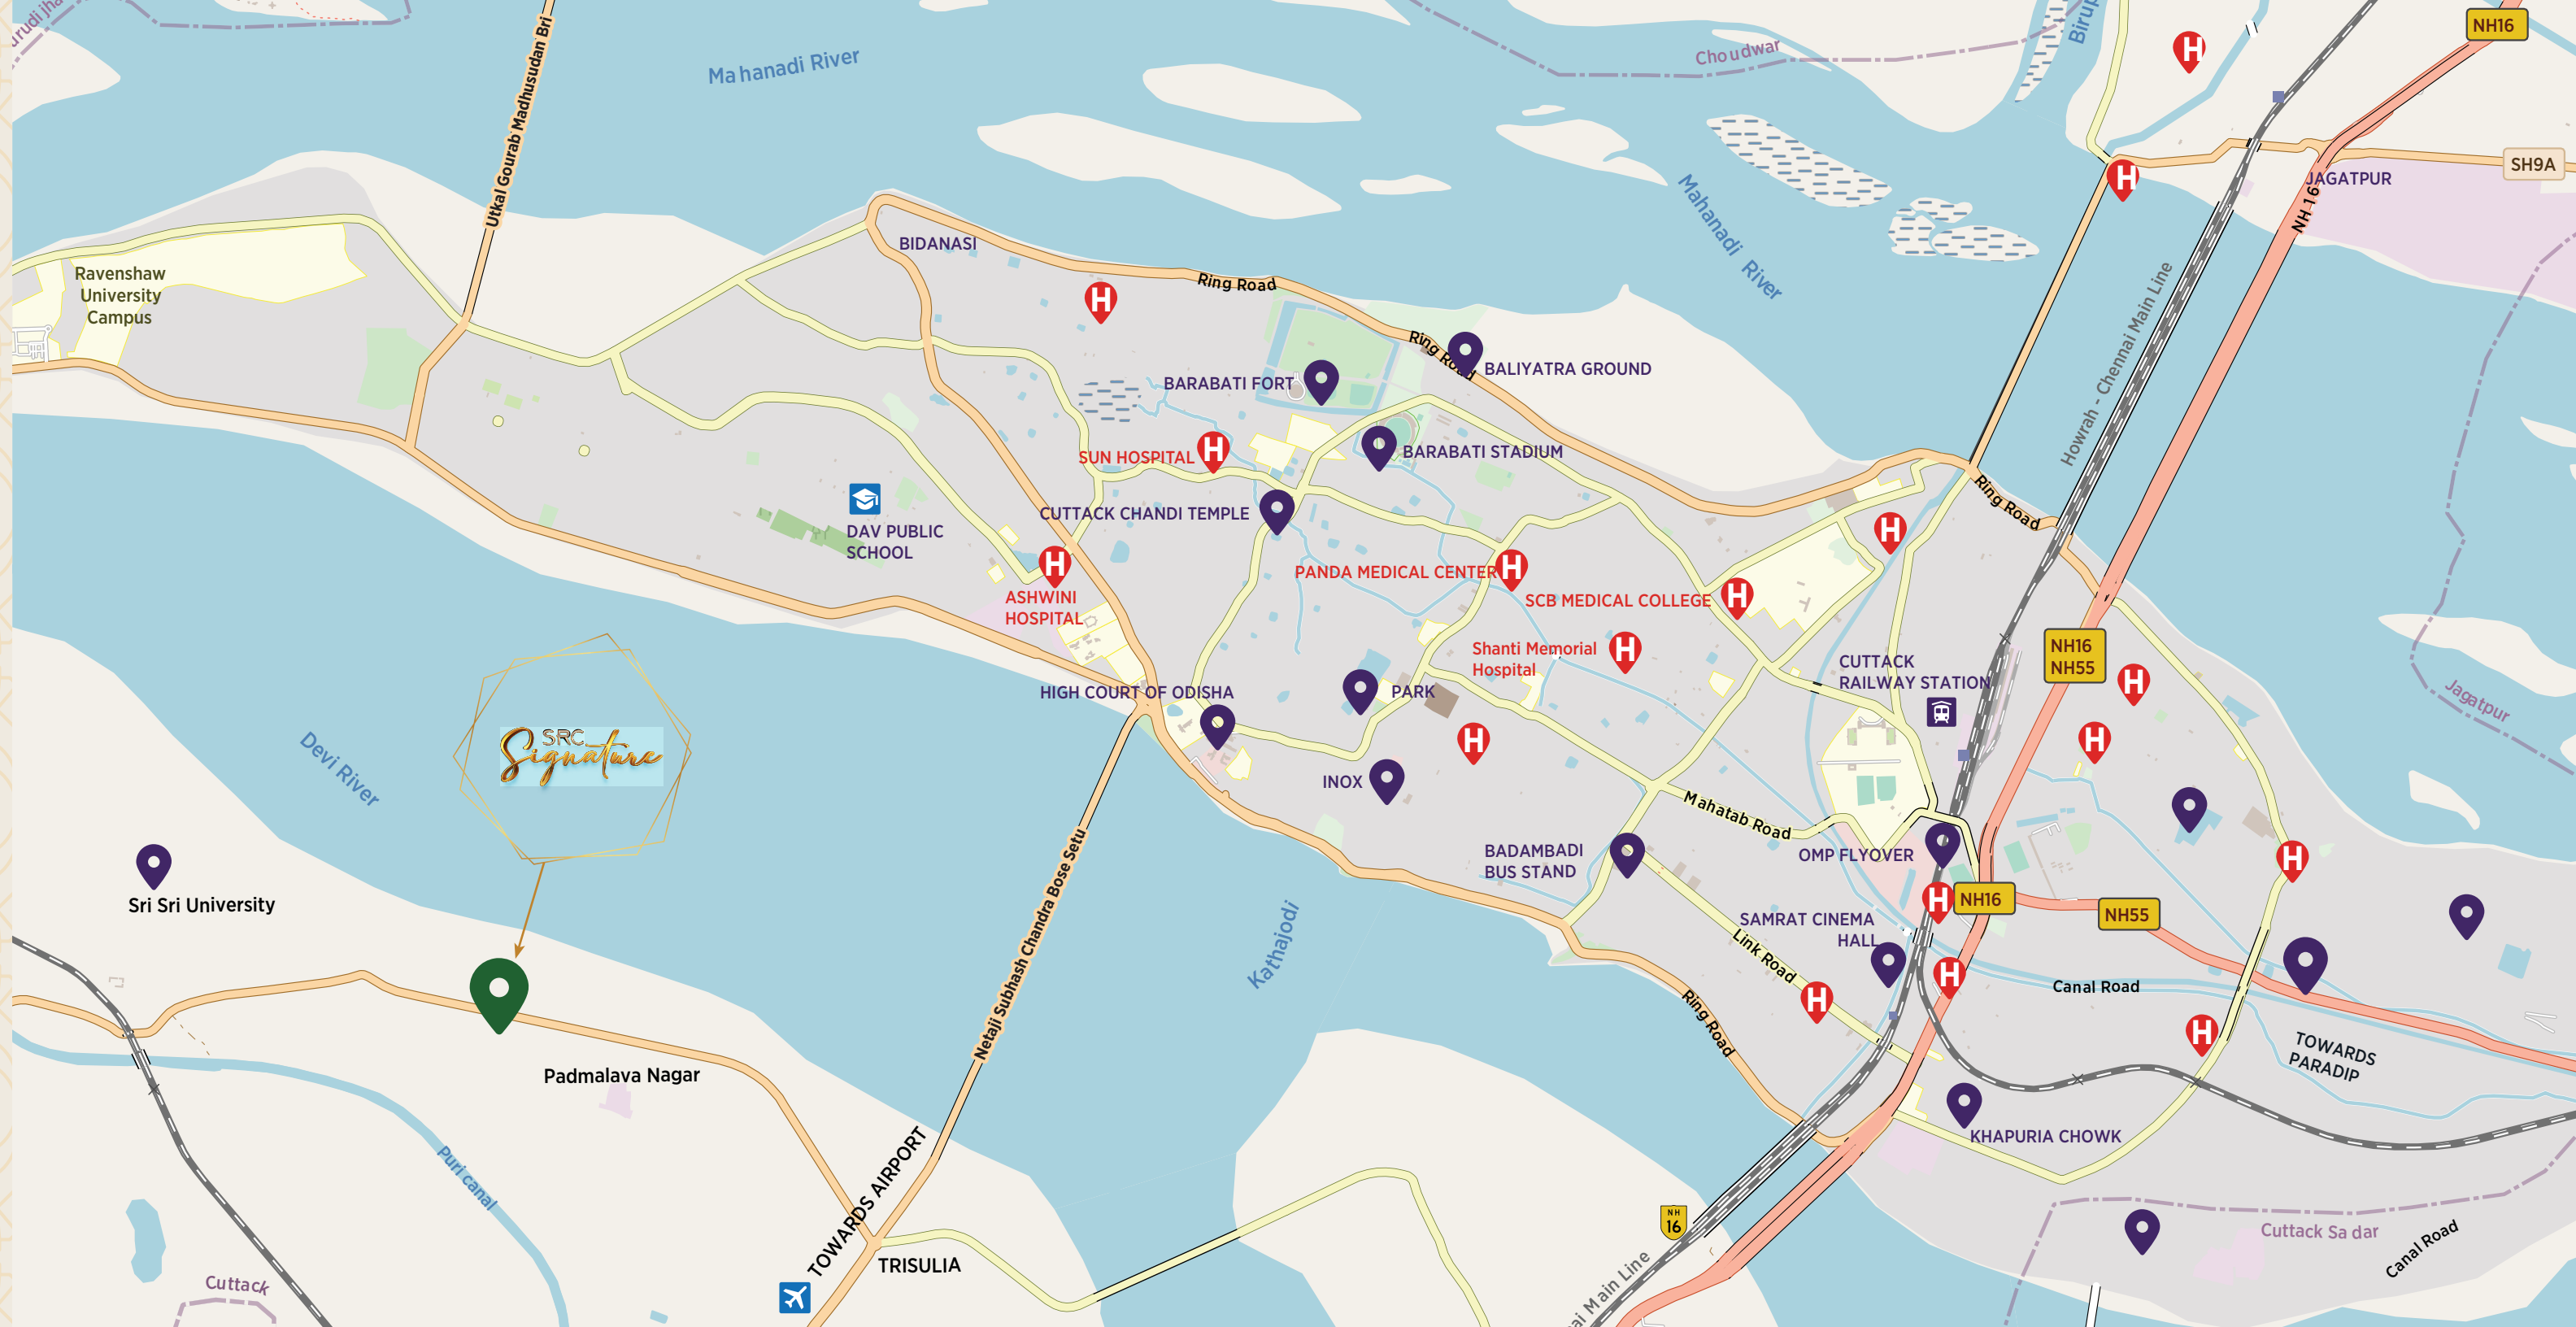 urudijha
Utkal Gourab Madhusudan Bri
Mahanadi River
Choudwar
Birup
NH16
SH9A
JAGATPUR
NH 16
Mahanadi River
Howrah - Chennai Main Line
Ravenshaw
University
Campus
BIDANASI
Ring Road
Ring Road
BALIYATRA GROUND
BARABATI FORT
BARABATI STADIUM
SUN HOSPITAL
H
H
H
H
CUTTACK CHANDI TEMPLE
Ring Road
DAV PUBLIC
SCHOOL
H
ASHWINI
HOSPITAL
PANDA MEDICAL CENTER
H
SCB MEDICAL COLLEGE
H
H
Shanti Memorial
Hospital
H
NH16
NH55
H
H
CUTTACK
RAILWAY STATION
Jagatpur
HIGH COURT OF ODISHA
PARK
H
INOX
SRC
Signature
Devi River
Mahatab Road
BADAMBADI
BUS STAND
OMP FLYOVER
H
H
NH16
NH55
Sri Sri University
Netaji Subhash Chandra Bose Setu
Kathajodi
SAMRAT CINEMA
HALL
Link Road
H
H
Canal Road
H
Ring Road
TOWARDS
PARADIP
Padmalava Nagar
KHAPURIA CHOWK
Puri canal
TOWARDS AIRPORT
TRISULIA
NH
16
Cuttack Sadar
Canal Road
Cuttack
ai Main Line